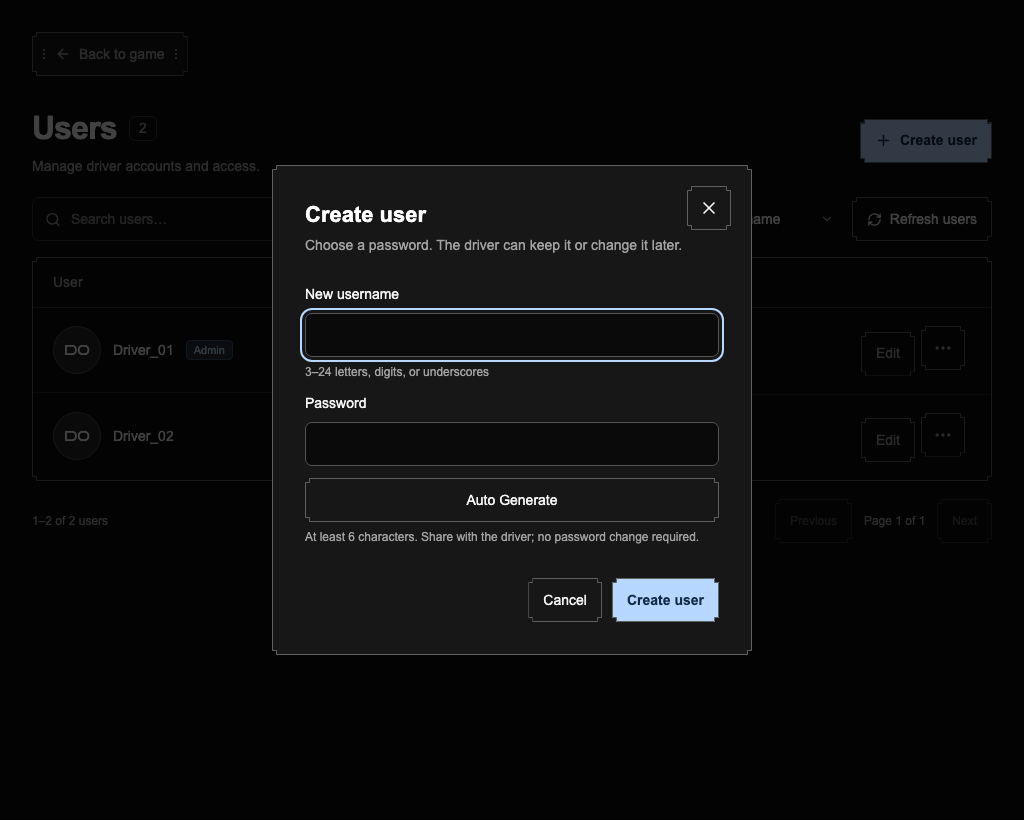 Back to game
Users 2
Create user
Manage driver accounts and access.
Search users…
ame
Refresh users
User
DO Driver_01 Admin
Edit
DO Driver_02
Edit
1–2 of 2 users
Previous Page 1 of 1 Next
Create user
Choose a password. The driver can keep it or change it later.
New username
3–24 letters, digits, or underscores
Password
Auto Generate
At least 6 characters. Share with the driver; no password change required.
Cancel Create user